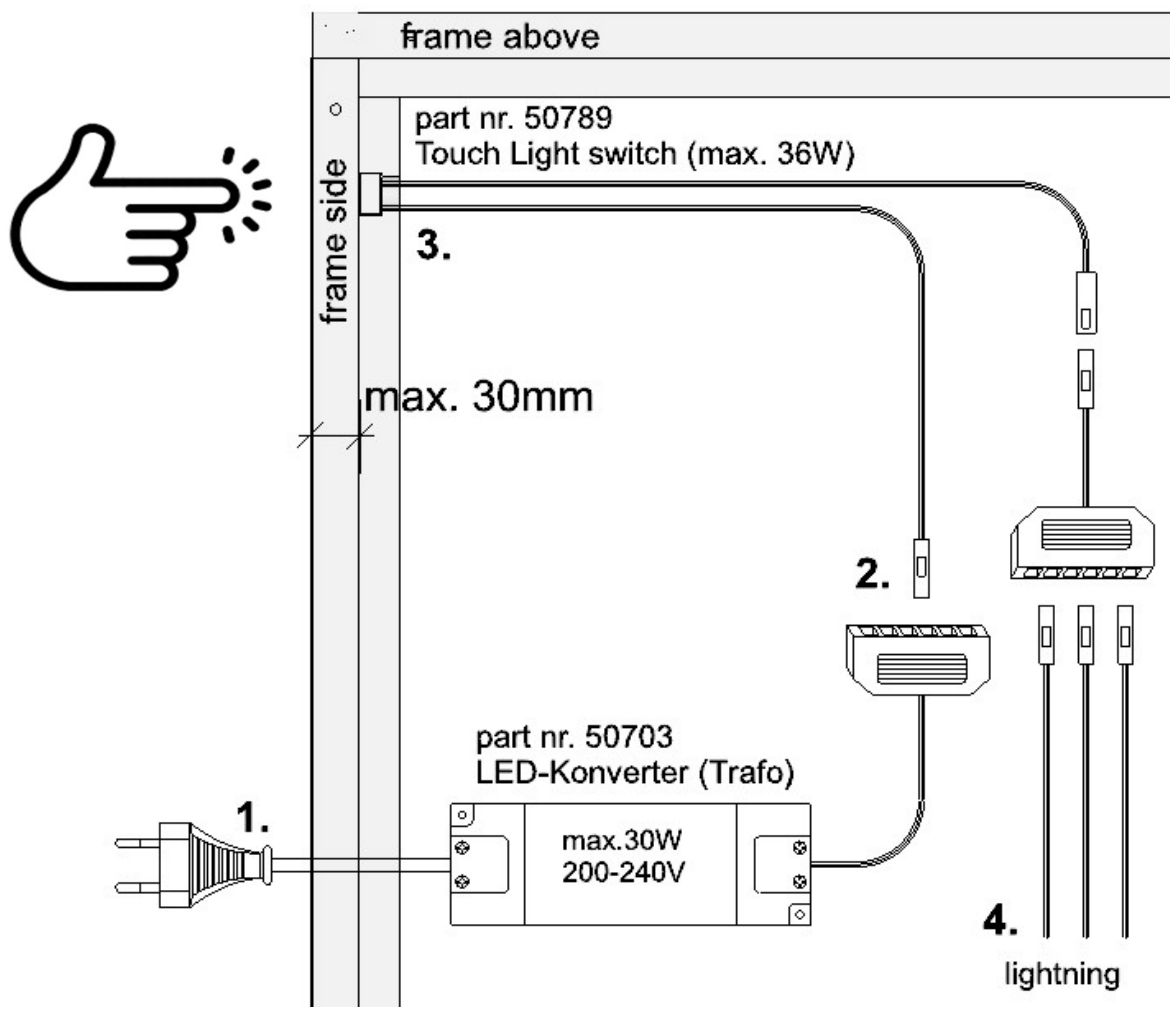 frame above
part nr. 50789
Touch Light switch (max. 36W)
frame side
3.
max. 30mm
2.
part nr. 50703
LED-Konverter (Trafo)
1.
max.30W
200-240V
4.
lightning